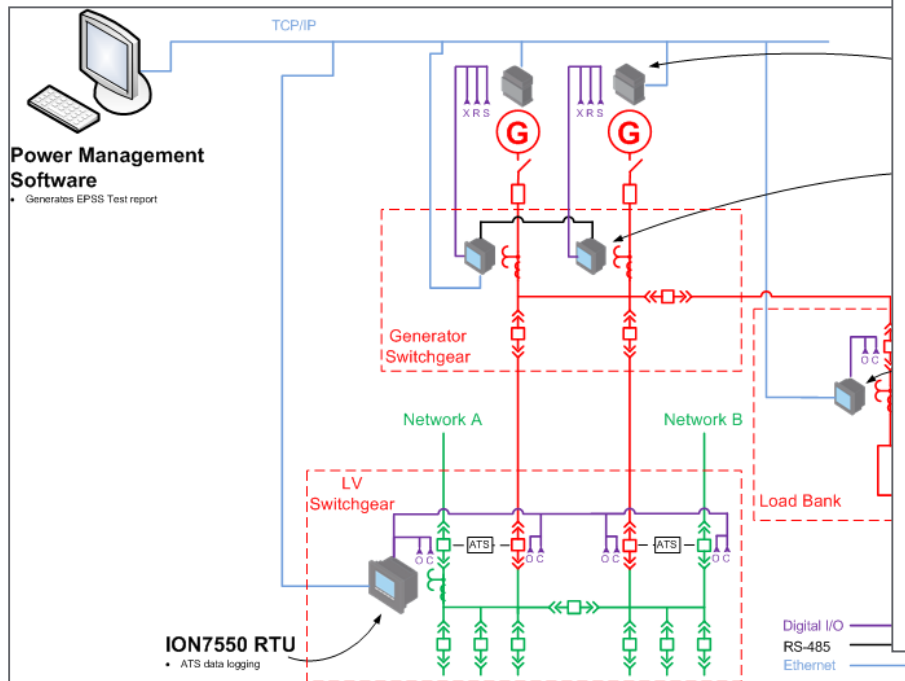 TCP/IP
X R S
X R S
G
G
Power Management
Software
• Generates EPSS Test report
Generator
Switchgear
O C
Network A
Network B
LV
Switchgear
Load Bank
ATS
ATS
O C
O C
O C
O C
ION7550 RTU
• ATS data logging
Digital I/O
RS-485
Ethernet